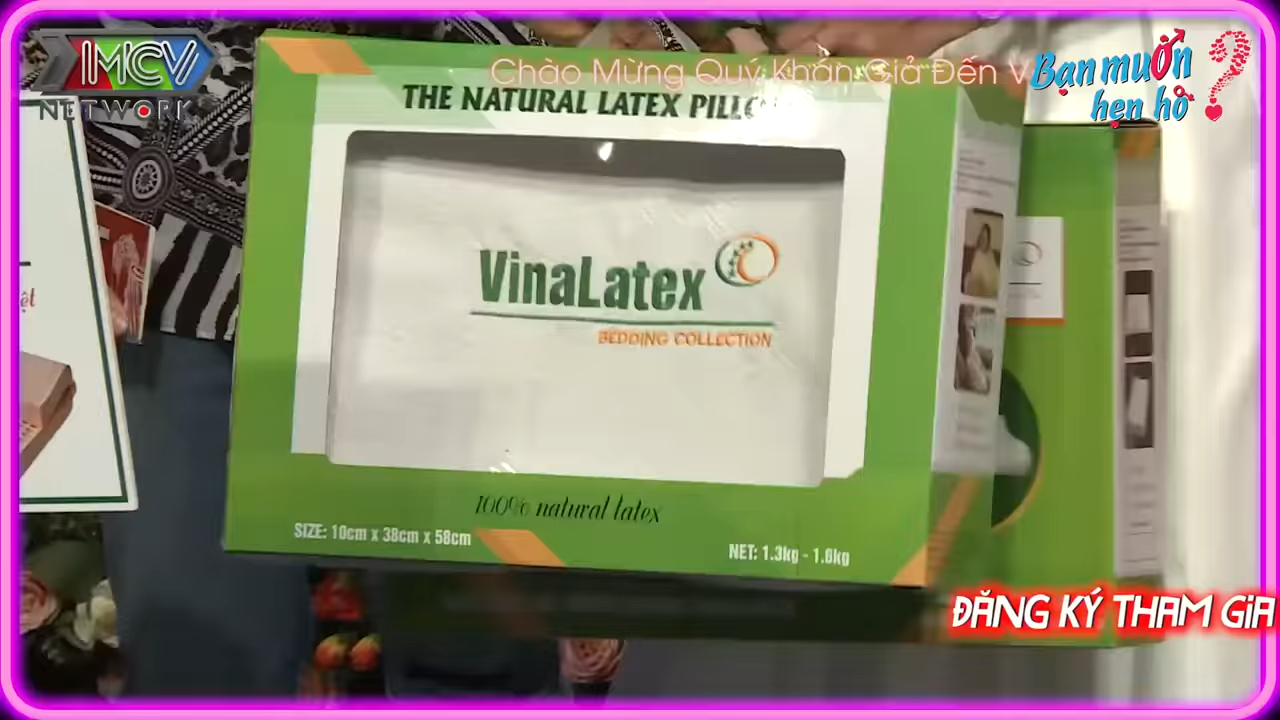 MCV
NETWORK
Chào Mừng Quý Khán Giả Đến V
Bạn muốn
hẹn hò ?
THE NATURAL LATEX
VinaLatex
BEDDING COLLECTION
100% natural latex
SIZE: 10cm x 38cm x 58cm
NET: 1.3kg - 1.6kg
ĐĂNG KÝ THAM GIA